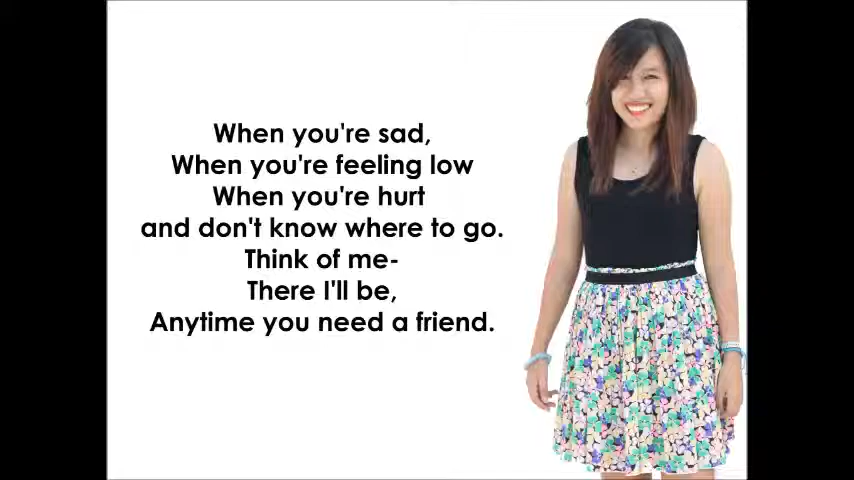 When you're sad,
When you're feeling low
When you're hurt
and don't know where to go.
Think of me-
There I'll be,
Anytime you need a friend.